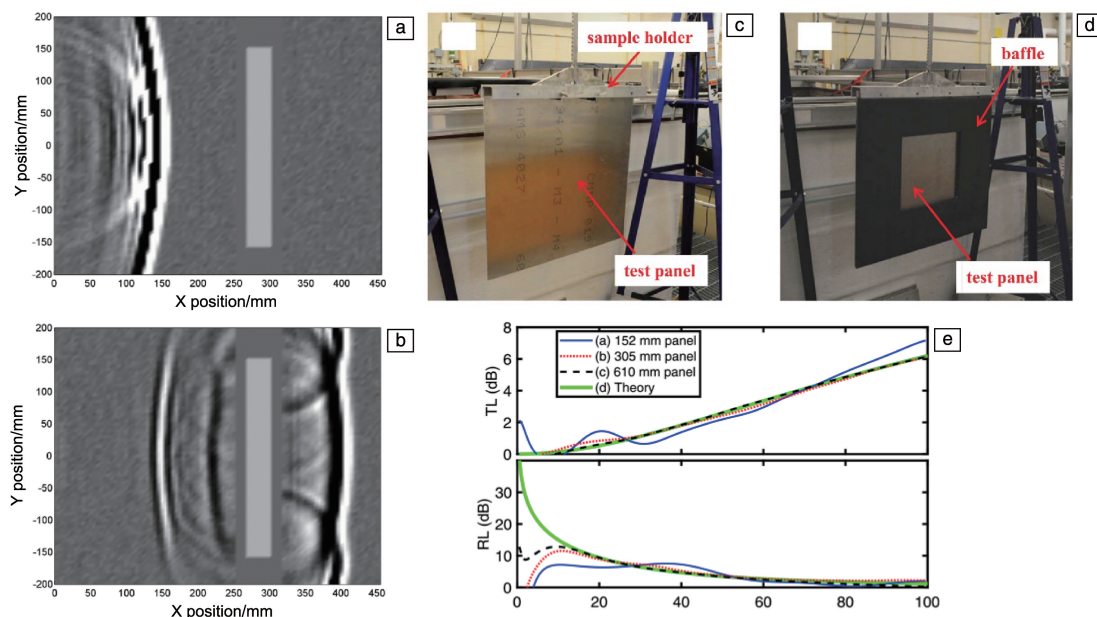 a
200
150
100
50
0
-50
-100
-150
-200
Y position/mm
0 50 100 150 200 250 300 350 400 450
X position/mm
sample holder
test panel
AMS 4027
c
baffle
test panel
d
200
150
100
50
0
-50
-100
-150
-200
Y position/mm
0 50 100 150 200 250 300 350 400 450
X position/mm
b
e
8
6
4
2
0
TL (dB)
(a) 152 mm panel
(b) 305 mm panel
(c) 610 mm panel
(d) Theory
30
20
10
0
RL (dB)
0 20 40 60 80 100